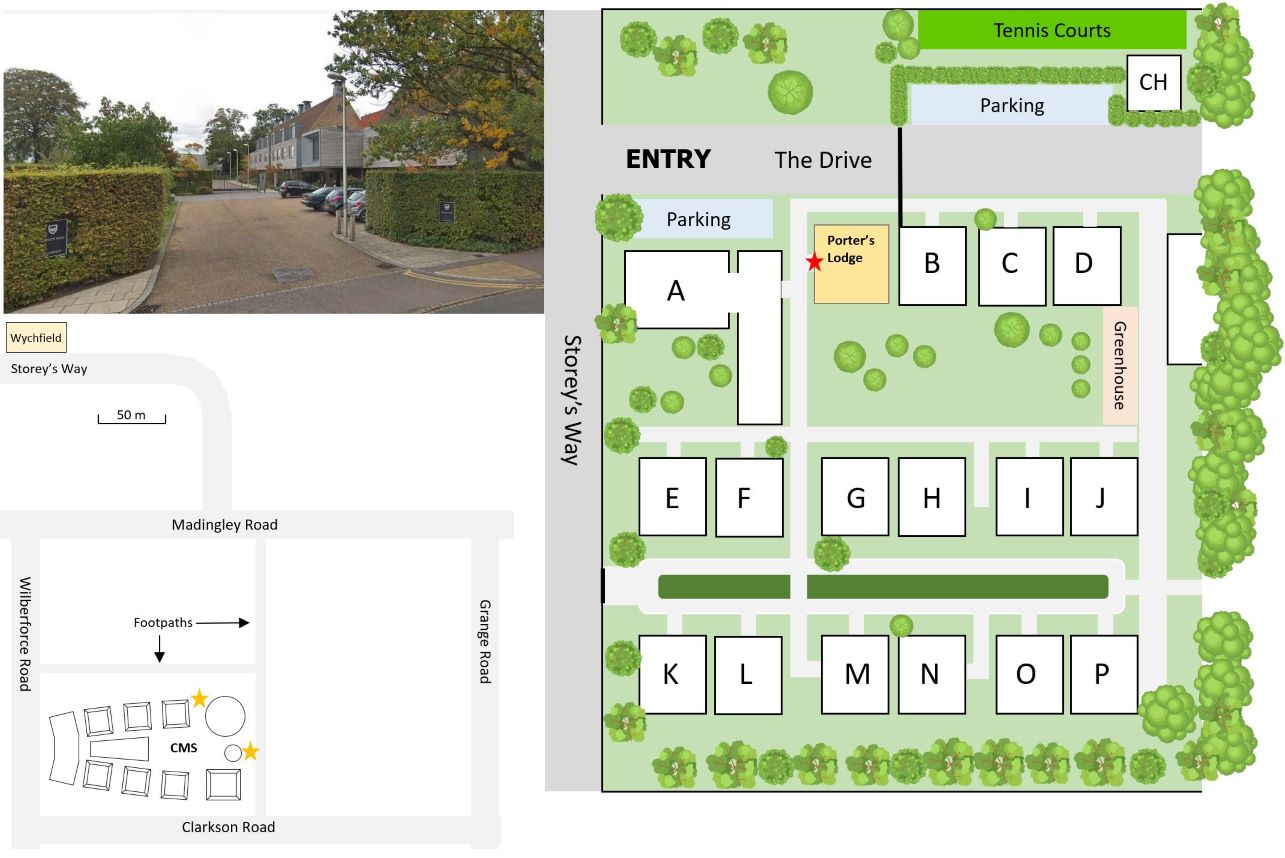 Wychfield
Storey's Way
50 m
Madingley Road
Wilberforce Road
Footpaths
Grange Road
CMS
Clarkson Road
Tennis Courts
CH
Parking
ENTRY
The Drive
Parking
Porter's
Lodge
A
B
C
D
Storey's Way
Greenhouse
E
F
G
H
I
J
K
L
M
N
O
P